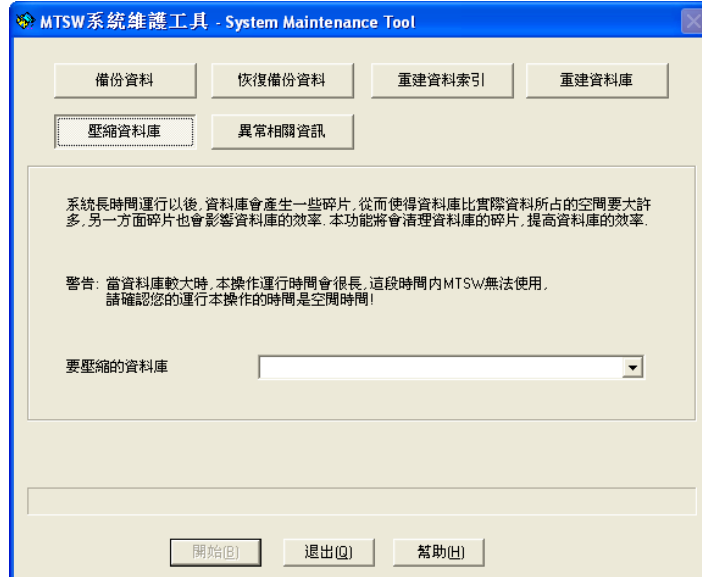 MTSW系統維護工具 - System Maintenance Tool
備份資料
恢復備份資料
重建資料索引
重建資料庫
壓縮資料庫
異常相關資訊
系統長時間運行以後,資料庫會產生一些碎片,從而使得資料庫比實際資料所占的空間要大許
多,另一方面碎片也會影響資料庫的效率.本功能將會清理資料庫的碎片,提高資料庫的效率.
警告: 當資料庫較大時,本操作運行時間會很長,這段時間内MTSW無法使用,
請確認您的運行本操作的時間是空閒時間!
要壓縮的資料庫
開始(B)
退出(Q)
幫助(H)